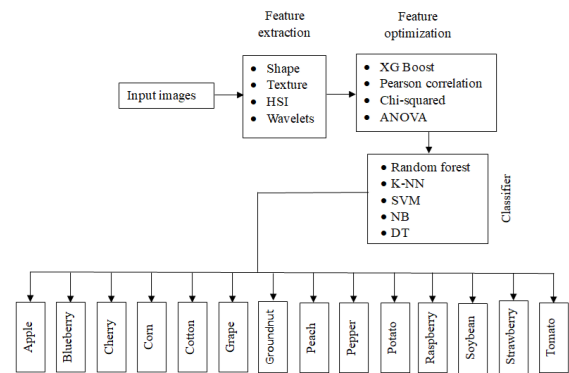 Feature
extraction
Feature
optimization
Input images
• Shape
• Texture
• HSI
• Wavelets
• XG Boost
• Pearson correlation
• Chi-squared
• ANOVA
• Random forest
• K-NN
• SVM
• NB
• DT
Classifier
Apple
Blueberry
Cherry
Corn
Cotton
Grape
Groundnut
Peach
Pepper
Potato
Raspberry
Soybean
Strawberry
Tomato